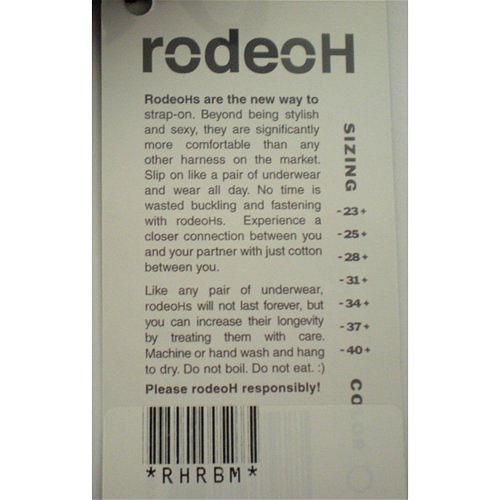 rodeoH
RodeoHs are the new way to
strap-on. Beyond being stylish
and sexy, they are significantly
more comfortable than any
other harness on the market.
Slip on like a pair of underwear
and wear all day. No time is
wasted buckling and fastening
with rodeoHs. Experience a
closer connection between you
and your partner with just cotton
between you.
Like any pair of underwear,
rodeoHs will not last forever, but
you can increase their longevity
by treating them with care.
Machine or hand wash and hang
to dry. Do not boil. Do not eat. :)
Please rodeoH responsibly!
SIZING
-23+
-25+
-28+
-31+
-34+
-37+
-40+
*RHRBM*